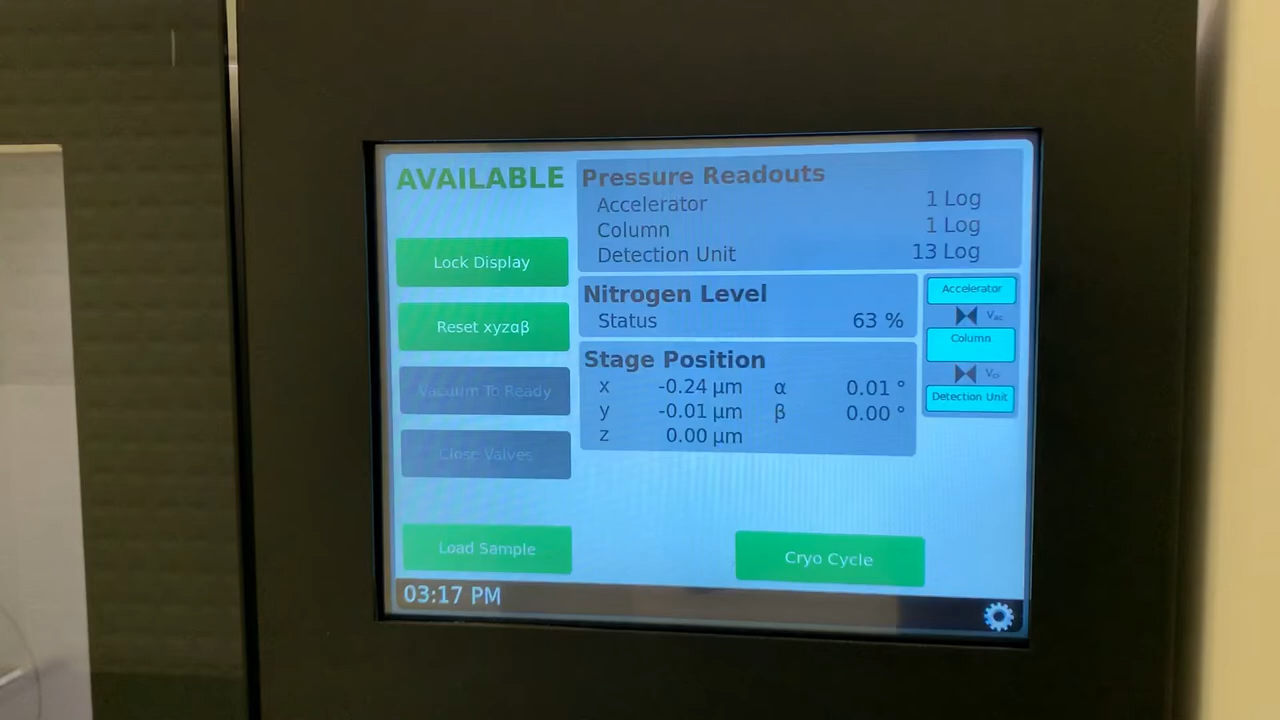 AVAILABLE
Lock Display
Reset xyzαβ
Vacuum To Ready
Close Valves
Load Sample
Pressure Readouts
Accelerator 1 Log
Column 1 Log
Detection Unit 13 Log
Nitrogen Level
Status 63 %
Stage Position
x -0.24 μm α 0.01 °
y -0.01 μm β 0.00 °
z 0.00 μm
Accelerator
Column
Detection Unit
Cryo Cycle
03:17 PM